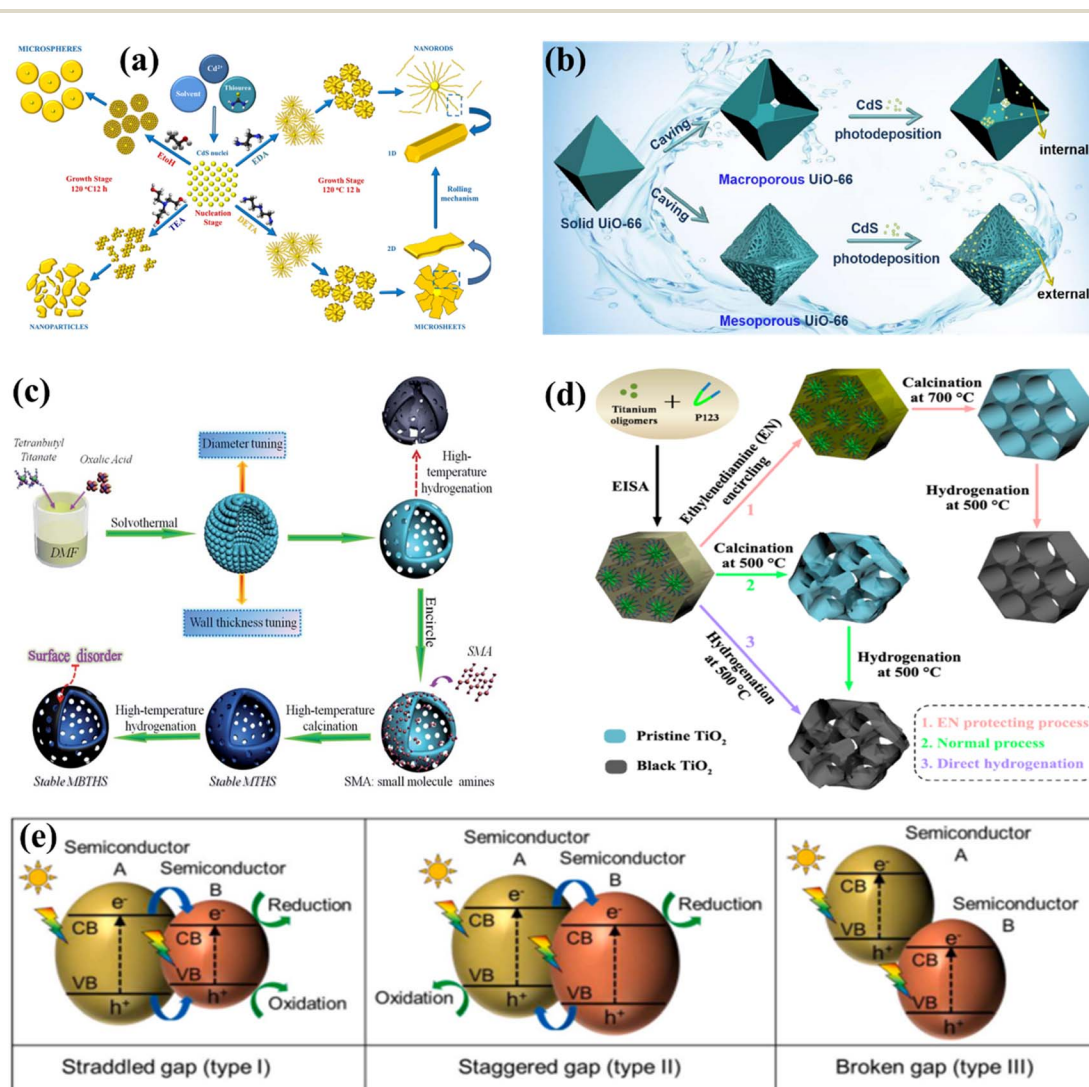 (a)
MICROSPHERES
NANORODS
Cd²⁺
Solvent
Thiourea
CdS nuclei
EtoH
EDA
1D
Growth Stage
120 °C12 h
Growth Stage
120 °C 12 h
Nucleation
Stage
Rolling
mechanism
TEA
DETA
2D
NANOPARTICLES
MICROSHEETS
(b)
Solid UiO-66
Caving
Caving
Macroporous UiO-66
CdS
photodeposition
internal
Mesoporous UiO-66
CdS
photodeposition
external
(c)
Tetranbutyl
Titanate
Oxalic Acid
DMF
Solvothermal
Diameter tuning
Wall thickness tuning
High-
temperature
hydrogenation
Encircle
SMA
SMA: small molecule amines
High-temperature
calcination
Stable MTHS
High-temperature
hydrogenation
Surface disorder
Stable MBTHS
(d)
Titanium
oligomers
+
P123
EISA
Ethylenediamine (EN)
encircling
1
Calcination
at 700 °C
Hydrogenation
at 500 °C
Calcination
at 500 °C
2
Hydrogenation
at 500 °C
3
Hydrogenation
at 500 °C
Pristine TiO₂
Black TiO₂
1. EN protecting process
2. Normal process
3. Direct hydrogenation
(e)
Semiconductor
A
Semiconductor
B
e⁻
e⁻
CB
CB
VB
VB
h⁺
h⁺
Reduction
Oxidation
Straddled gap (type I)
Semiconductor
A
Semiconductor
B
e⁻
e⁻
CB
CB
VB
VB
h⁺
h⁺
Reduction
Oxidation
Staggered gap (type II)
Semiconductor
A
Semiconductor
B
e⁻
CB
VB
h⁺
e⁻
CB
VB
h⁺
Broken gap (type III)